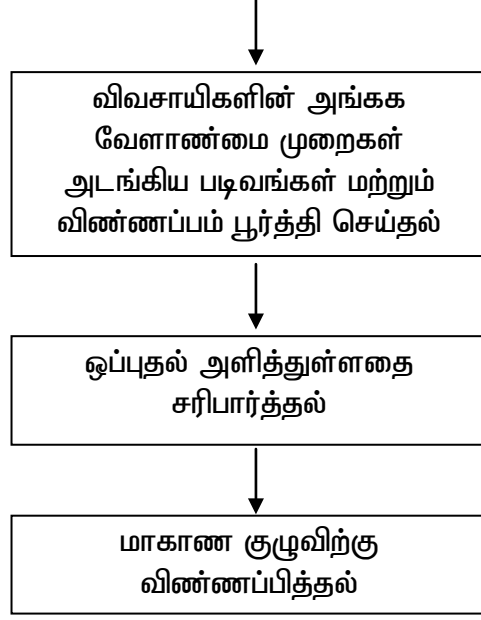 விவசாயிகளின் அங்கக
வேளாண்மை முறைகள்
அடங்கிய படிவங்கள் மற்றும்
விண்ணப்பம் பூர்த்தி செய்தல்
ஒப்புதல் அளித்துள்ளதை
சரிபார்த்தல்
மாகாண குழுவிற்கு
விண்ணப்பித்தல்